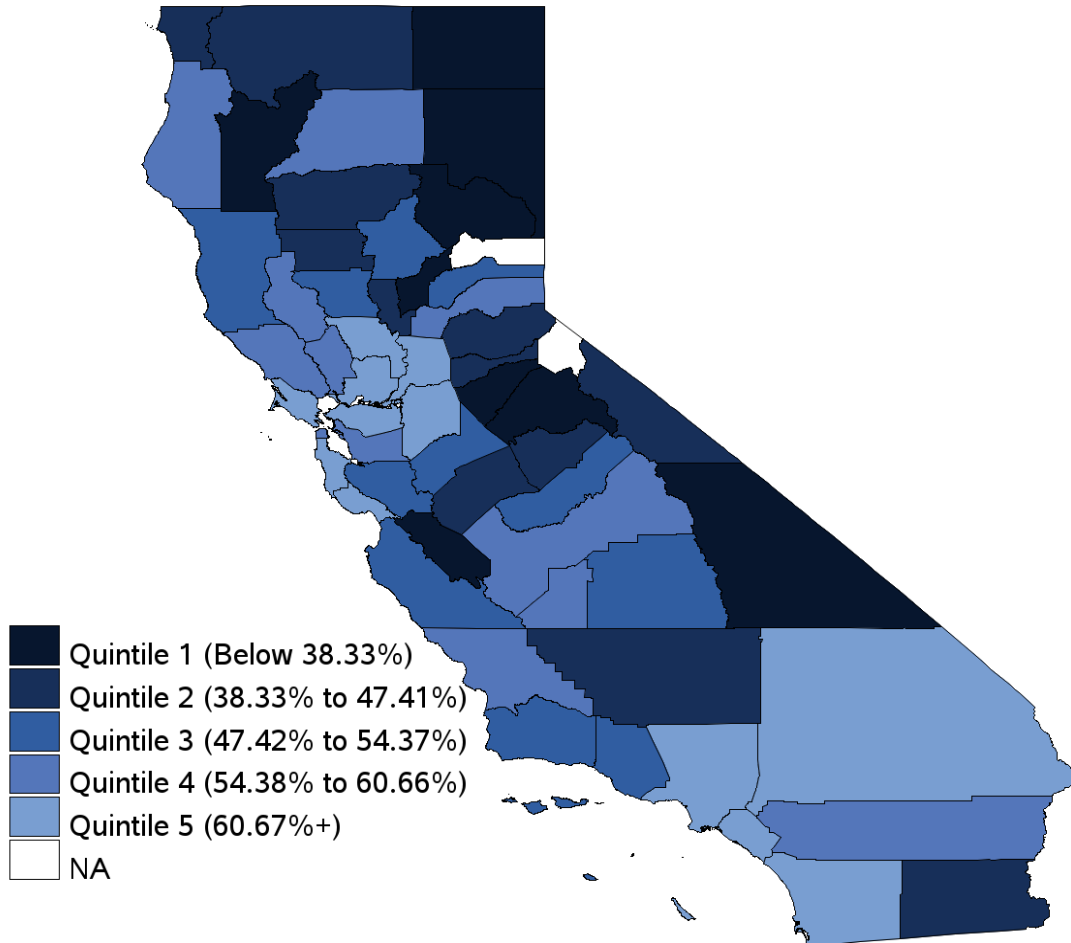 Quintile 1 (Below 38.33%)
Quintile 2 (38.33% to 47.41%)
Quintile 3 (47.42% to 54.37%)
Quintile 4 (54.38% to 60.66%)
Quintile 5 (60.67%+)
NA